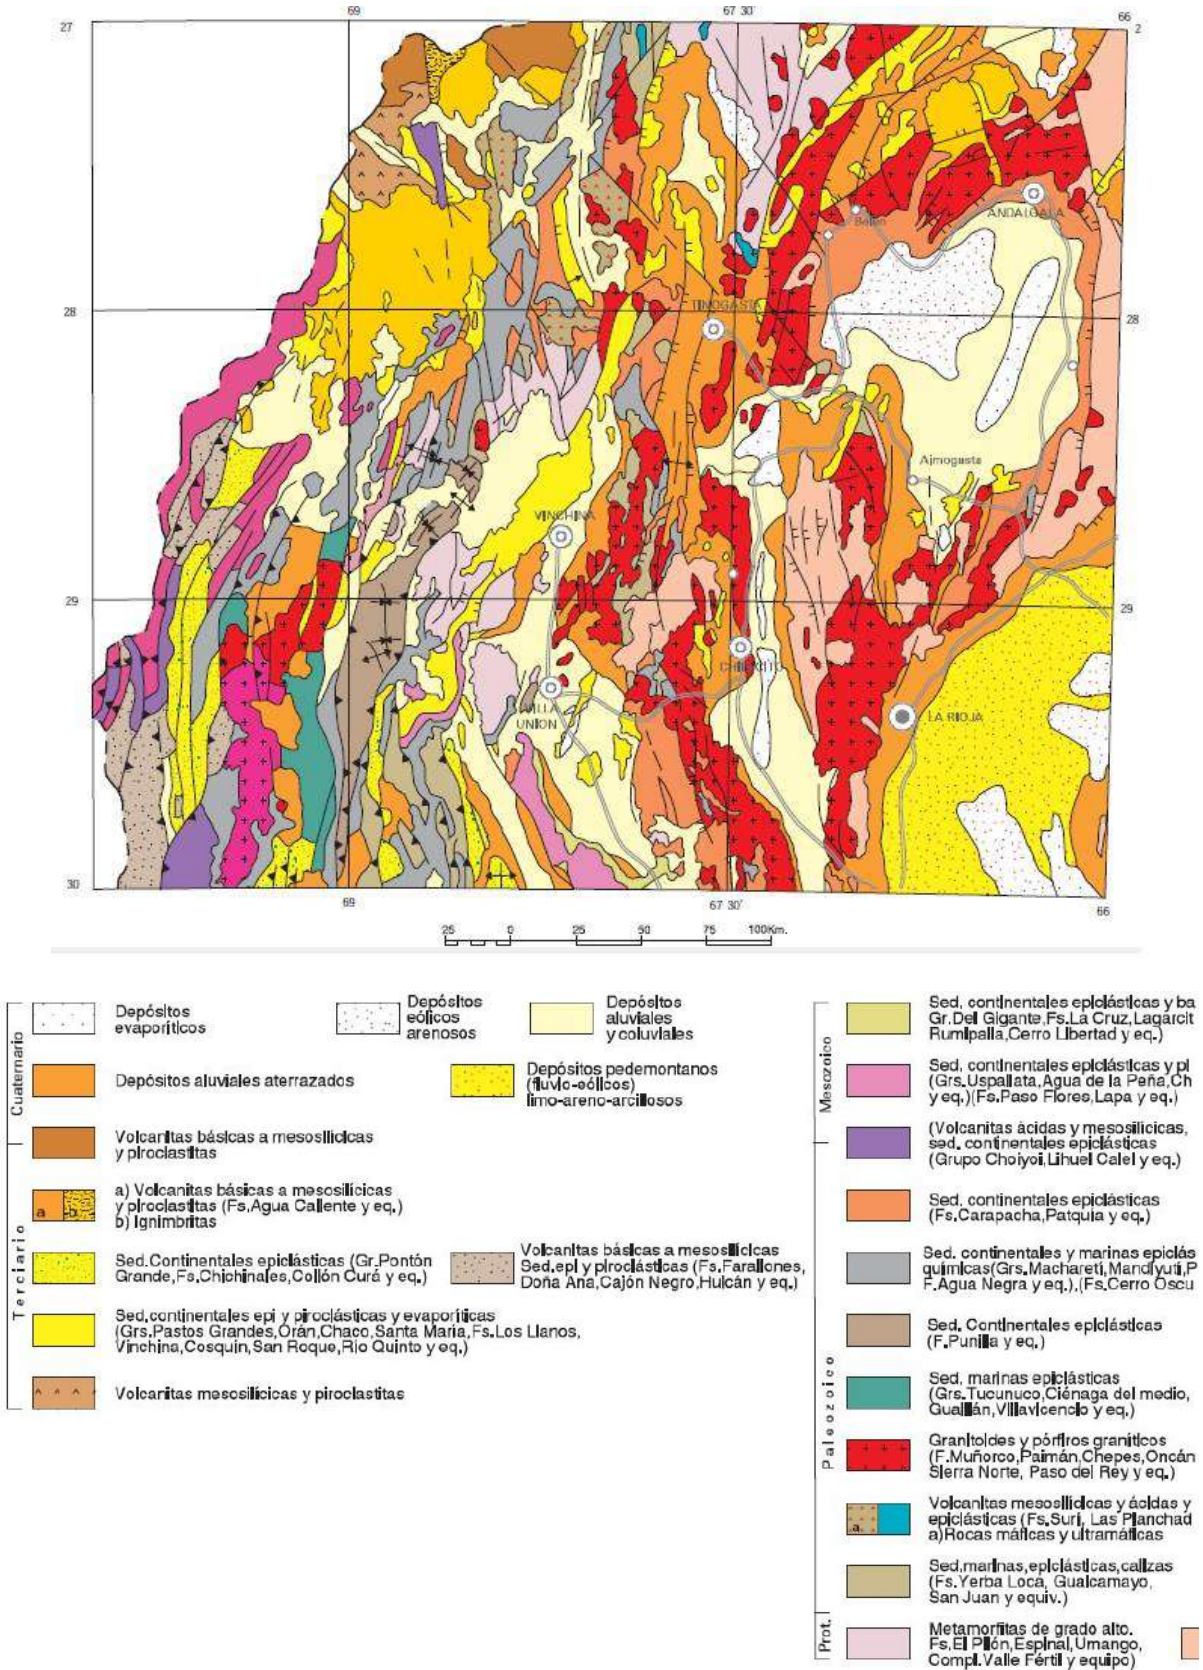 69
67 30'
66
27
2
ANDALGALA
Belén
28
TINOGASTA
28
Ajmogasta
VINCHINA
29
29
CHILECITO
VILLA
UNION
LA RIOJA
30
69
67 30'
66
25 0 25 50 75 100Km.
Cuaternario
Depósitos
evaporíticos
Depósitos
eólicos
arenosos
Depósitos
aluviales
y coluviales
Depósitos aluviales aterrazados
Depósitos pedemontanos
(fluvio-eólicos)
limo-areno-arcillosos
Terciario
Volcanitas básicas a mesosilícicas
y piroclastitas
a b
a) Volcanitas básicas a mesosilícicas
y piroclastitas (Fs.Agua Caliente y eq.)
b) Ignimbritas
Sed.Continentales epiclásticas (Gr.Pontón
Grande,Fs.Chichinales,Collón Curá y eq.)
Volcanitas básicas a mesosilícicas
Sed.epi y piroclásticas (Fs.Farallones,
Doña Ana,Cajón Negro,Huicán y eq.)
Sed.continentales epi y piroclásticas y evaporíticas
(Grs.Pastos Grandes,Orán,Chaco,Santa María,Fs.Los Llanos,
Vinchina,Cosquín,San Roque,Río Quinto y eq.)
Volcanitas mesosilícicas y piroclastitas
Mesozoico
Sed. continentales epiclásticas y ba
Gr.Del Gigante,Fs.La Cruz,Lagarcit
Rumipalla,Cerro Libertad y eq.)
Sed. continentales epiclásticas y pi
(Grs.Uspallata,Agua de la Peña,Ch
y eq.)(Fs.Paso Flores,Lapa y eq.)
(Volcanitas ácidas y mesosilícicas,
sed. continentales epiclásticas
(Grupo Choiyoi,Lihuel Calel y eq.)
Paleozoico
Sed. continentales epiclásticas
(Fs.Carapacha,Patquía y eq.)
Sed. continentales y marinas epiclás
químicas(Grs.Macharetí,Mandiyutí,P
F.Agua Negra y eq.),(Fs.Cerro Oscu
Sed. Continentales epiclásticas
(F.Punilla y eq.)
Sed. marinas epiclásticas
(Grs.Tucunuco,Ciénaga del medio,
Gualilán,Villavicencio y eq.)
Granitoides y pórfiros graníticos
(F.Muñorco,Paimán,Chepes,Oncán
Sierra Norte, Paso del Rey y eq.)
a
Volcanitas mesosilícicas y ácidas y
epiclásticas (Fs.Suri, Las Planchad
a)Rocas máficas y ultramáficas
Sed.marinas,epiclásticas,calizas
(Fs.Yerba Loca, Gualcamayo,
San Juan y equiv.)
Prot.
Metamorfitas de grado alto.
Fs.El Pilón,Espinal,Umango,
Compl.Valle Fértil y equipo)